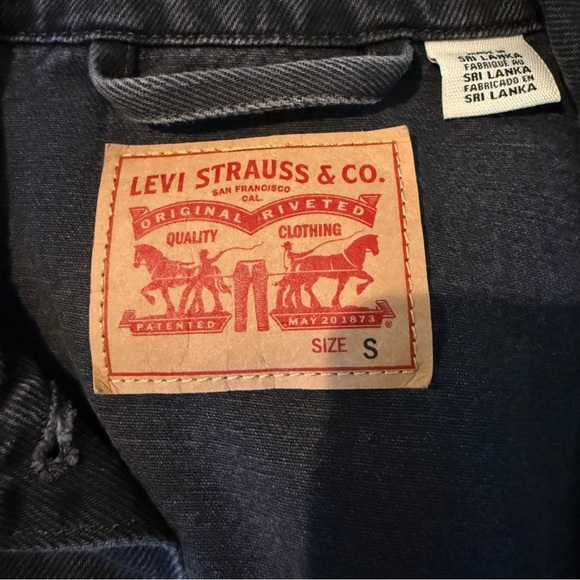 MADE IN
SRI LANKA
FABRIQUÉ AU
SRI LANKA
FABRICADO EN
SRI LANKA
LEVI STRAUSS & CO.
SAN FRANCISCO
CAL.
ORIGINAL RIVETED
QUALITY CLOTHING
PATENTED MAY 20 1873 ®
SIZE S